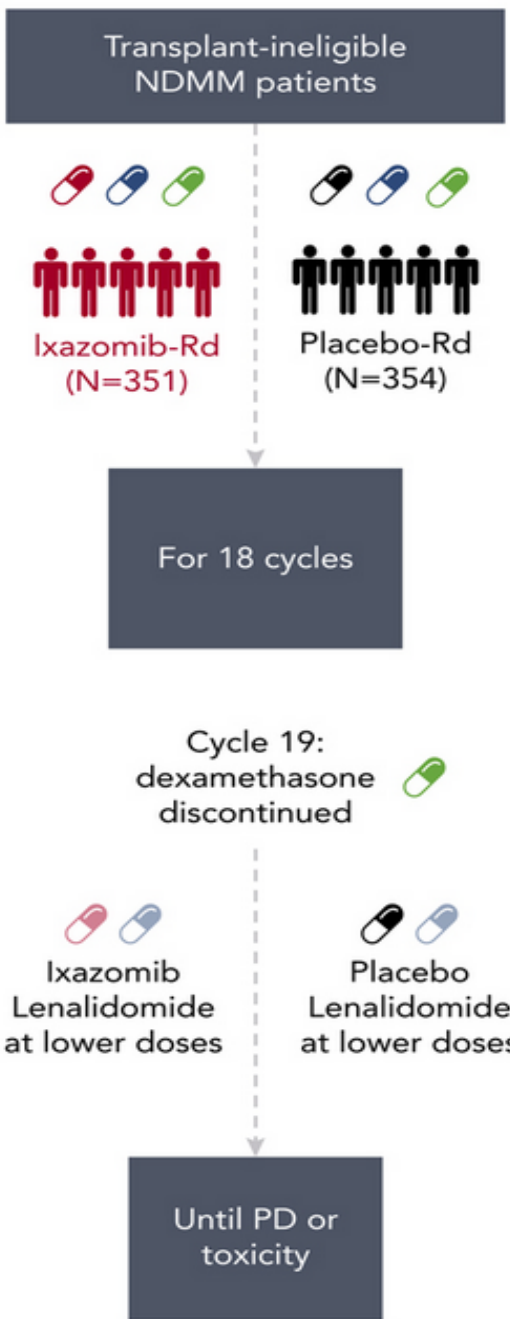 Transplant-ineligible
NDMM patients
Ixazomib-Rd
(N=351)
Placebo-Rd
(N=354)
For 18 cycles
Cycle 19:
dexamethasone
discontinued
Ixazomib
Lenalidomide
at lower doses
Placebo
Lenalidomide
at lower doses
Until PD or
toxicity